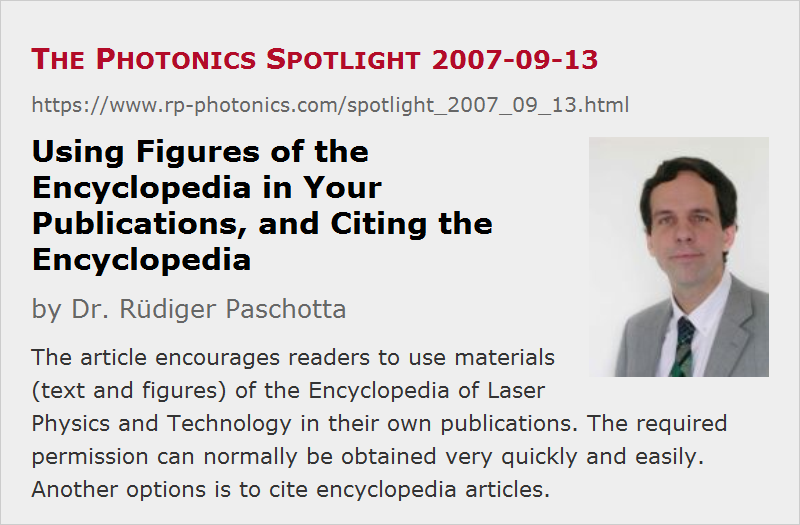 THE PHOTONICS SPOTLIGHT 2007-09-13
https://www.rp-photonics.com/spotlight_2007_09_13.html
Using Figures of the
Encyclopedia in Your
Publications, and Citing the
Encyclopedia
by Dr. Rüdiger Paschotta
The article encourages readers to use materials
(text and figures) of the Encyclopedia of Laser
Physics and Technology in their own publications. The required
permission can normally be obtained very quickly and easily.
Another options is to cite encyclopedia articles.